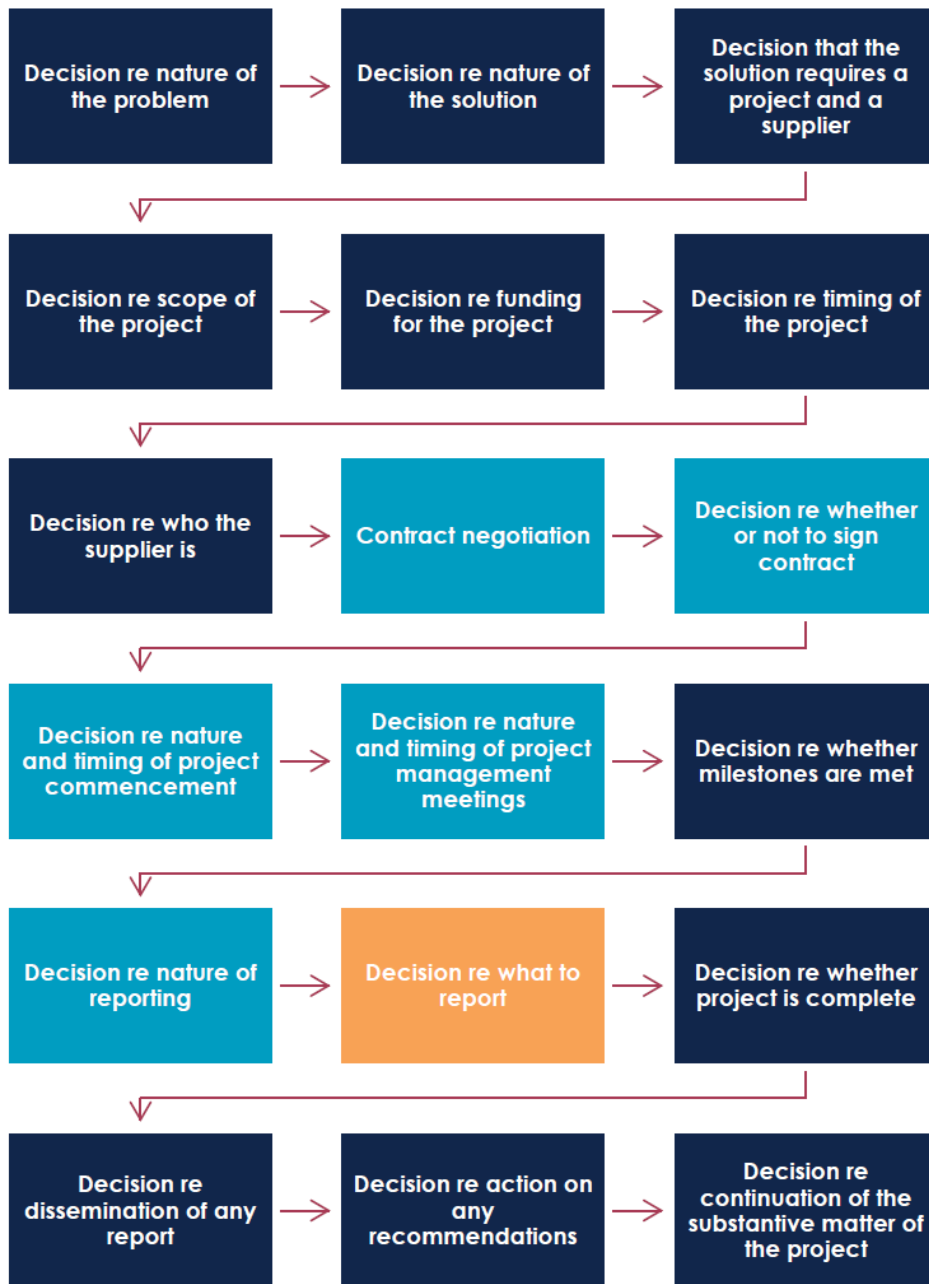 Decision re nature of
the problem
Decision re nature of
the solution
Decision that the
solution requires a
project and a
supplier
Decision re scope of
the project
Decision re funding
for the project
Decision re timing of
the project
Decision re who the
supplier is
Contract negotiation
Decision re whether
or not to sign
contract
Decision re nature
and timing of project
commencement
Decision re nature
and timing of project
management
meetings
Decision re whether
milestones are met
Decision re nature of
reporting
Decision re what to
report
Decision re whether
project is complete
Decision re
dissemination of any
report
Decision re action on
any
recommendations
Decision re
continuation of the
substantive matter of
the project